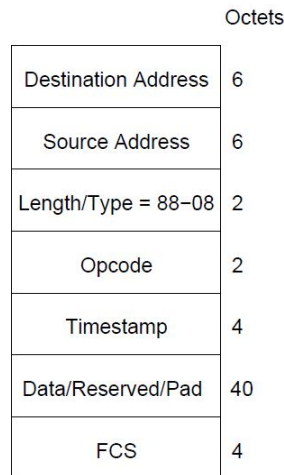 Octets
Destination Address 6
Source Address 6
Length/Type = 88−08 2
Opcode 2
Timestamp 4
Data/Reserved/Pad 40
FCS 4